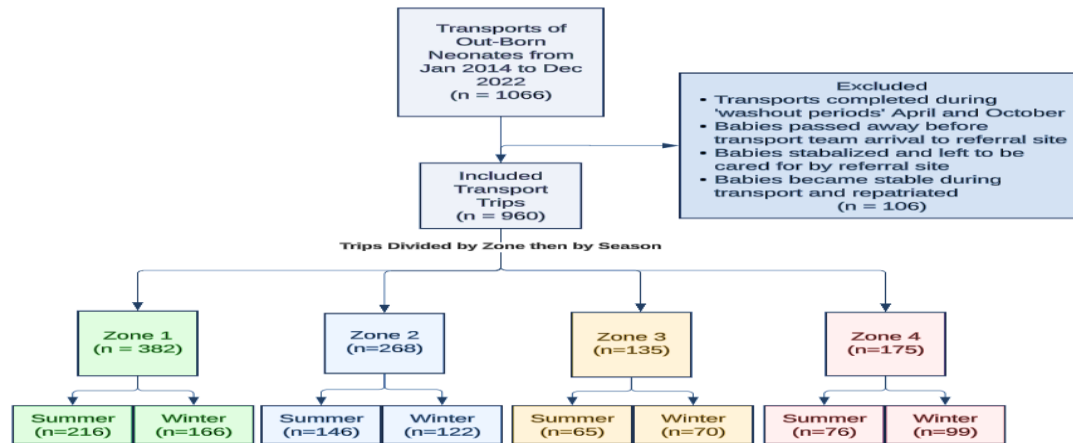 Transports of
Out-Born
Neonates from
Jan 2014 to Dec
2022
(n = 1066)
Excluded
• Transports completed during
'washout periods' April and October
• Babies passed away before
transport team arrival to referral site
• Babies stabalized and left to be
cared for by referral site
• Babies became stable during
transport and repatriated
(n = 106)
Included
Transport
Trips
(n = 960)
Trips Divided by Zone then by Season
Zone 1
(n = 382)
Zone 2
(n=268)
Zone 3
(n=135)
Zone 4
(n=175)
Summer
(n=216)
Winter
(n=166)
Summer
(n=146)
Winter
(n=122)
Summer
(n=65)
Winter
(n=70)
Summer
(n=76)
Winter
(n=99)